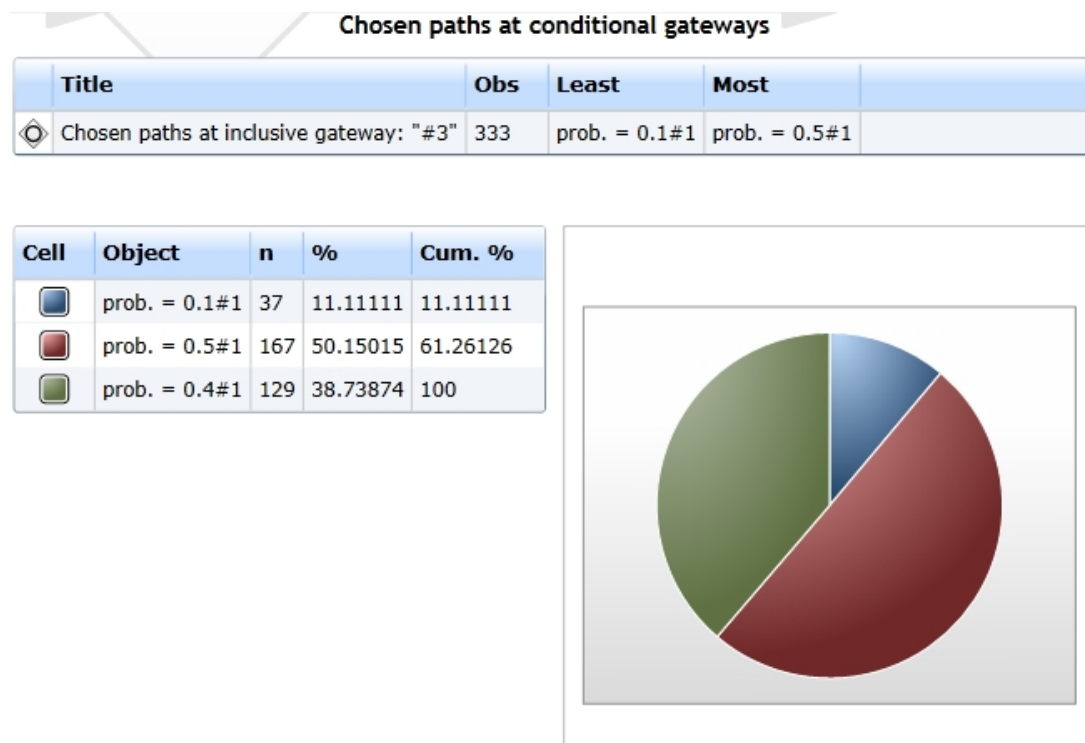 Chosen paths at conditional gateways
Title Obs Least Most
Chosen paths at inclusive gateway: "#3" 333 prob. = 0.1#1 prob. = 0.5#1
Cell Object n % Cum. %
prob. = 0.1#1 37 11.11111 11.11111
prob. = 0.5#1 167 50.15015 61.26126
prob. = 0.4#1 129 38.73874 100